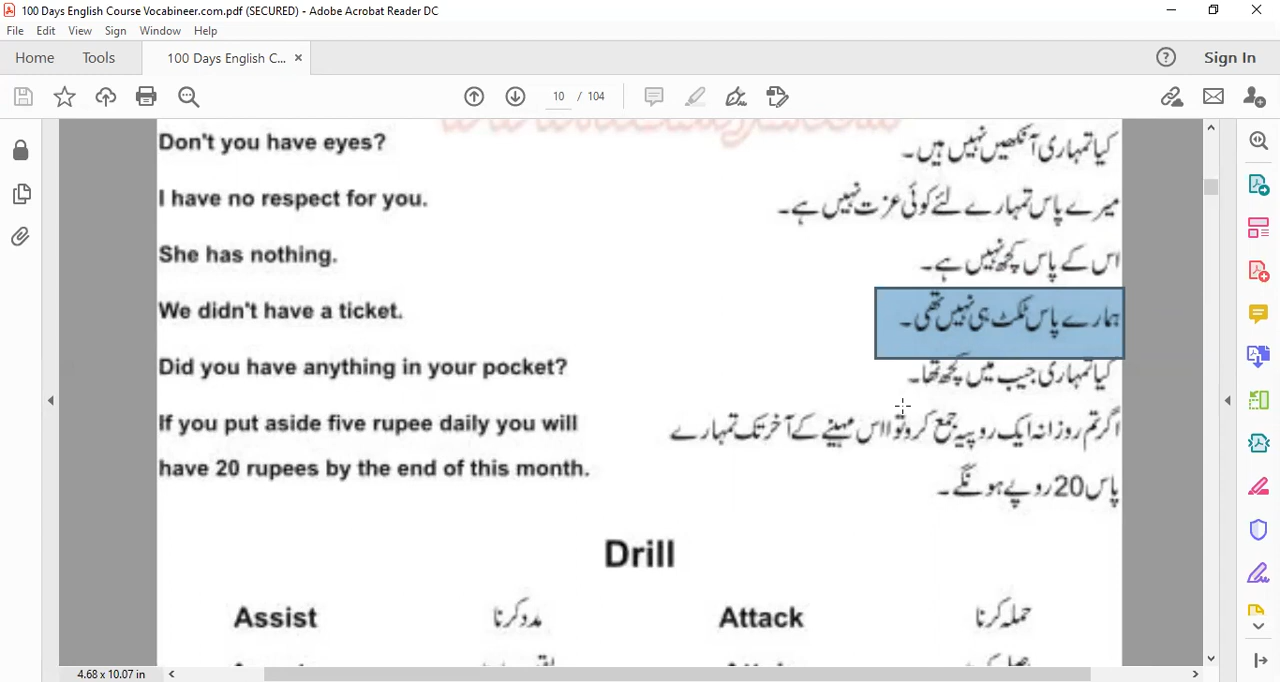 100 Days English Course Vocabineer.com.pdf (SECURED) - Adobe Acrobat Reader DC
File Edit View Sign Window Help
Home Tools 100 Days English C... × Sign In
10 / 104
Don't you have eyes? کیا تمہاری آنکھیں نہیں ہیں۔
I have no respect for you. میرے پاس تمہارے لئے کوئی عزت نہیں ہے۔
She has nothing. اس کے پاس کچھ نہیں ہے۔
We didn't have a ticket. ہمارے پاس ٹکٹ ہی نہیں تھی۔
Did you have anything in your pocket? کیا تمہاری جیب میں کچھ تھا۔
If you put aside five rupee daily you will اگر تم روزانہ ایک روپیہ جمع کرو تو ااس مہینے کے آخر تک تمہارے
have 20 rupees by the end of this month. پاس 20 روپے ہونگے۔
Drill
Assist مدد کرنا Attack حملہ کرنا
4.68 x 10.07 in